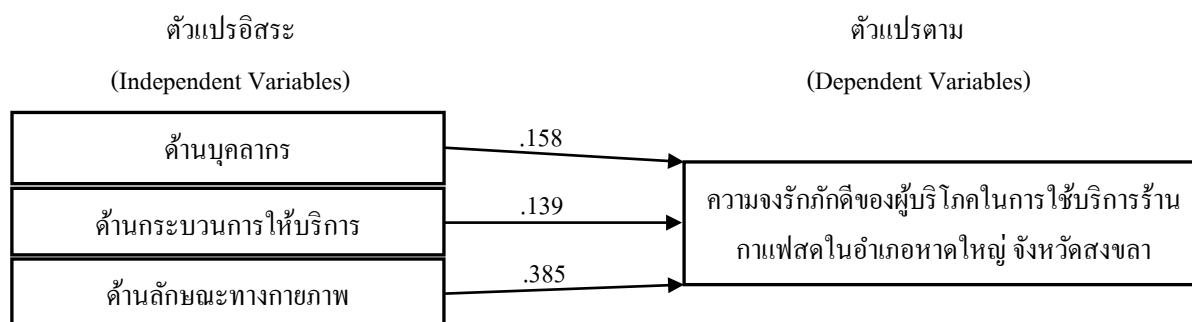 ตัวแปรอิสระ
(Independent Variables)
ตัวแปรตาม
(Dependent Variables)
ด้านบุคลากร
.158
ด้านกระบวนการให้บริการ
.139
ด้านลักษณะทางกายภาพ
.385
ความจงรักภักดีของผู้บริโภคในการใช้บริการร้าน
กาแฟสดในอำเภอหาดใหญ่ จังหวัดสงขลา